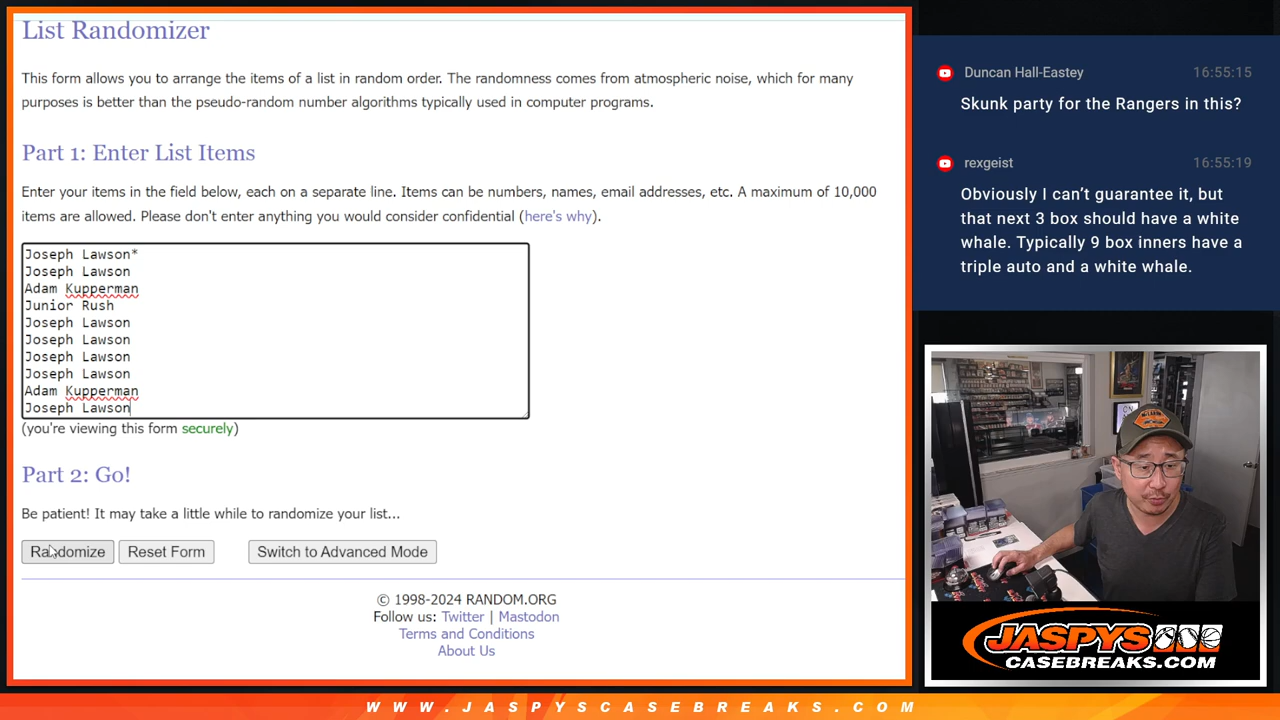 List Randomizer
This form allows you to arrange the items of a list in random order. The randomness comes from atmospheric noise, which for many
purposes is better than the pseudo-random number algorithms typically used in computer programs.
Part 1: Enter List Items
Enter your items in the field below, each on a separate line. Items can be numbers, names, email addresses, etc. A maximum of 10,000
items are allowed. Please don't enter anything you would consider confidential (here's why).
Joseph Lawson*
Joseph Lawson
Adam Kupperman
Junior Rush
Joseph Lawson
Joseph Lawson
Joseph Lawson
Joseph Lawson
Adam Kupperman
Joseph Lawson
(you're viewing this form securely)
Part 2: Go!
Be patient! It may take a little while to randomize your list...
Randomize Reset Form Switch to Advanced Mode
© 1998-2024 RANDOM.ORG
Follow us: Twitter | Mastodon
Terms and Conditions
About Us
Duncan Hall-Eastey 16:55:15
Skunk party for the Rangers in this?
rexgeist 16:55:19
Obviously I can’t guarantee it, but
that next 3 box should have a white
whale. Typically 9 box inners have a
triple auto and a white whale.
JASPYS
CASEBREAKS.COM
WWW.JASPYSCASEBREAKS.COM